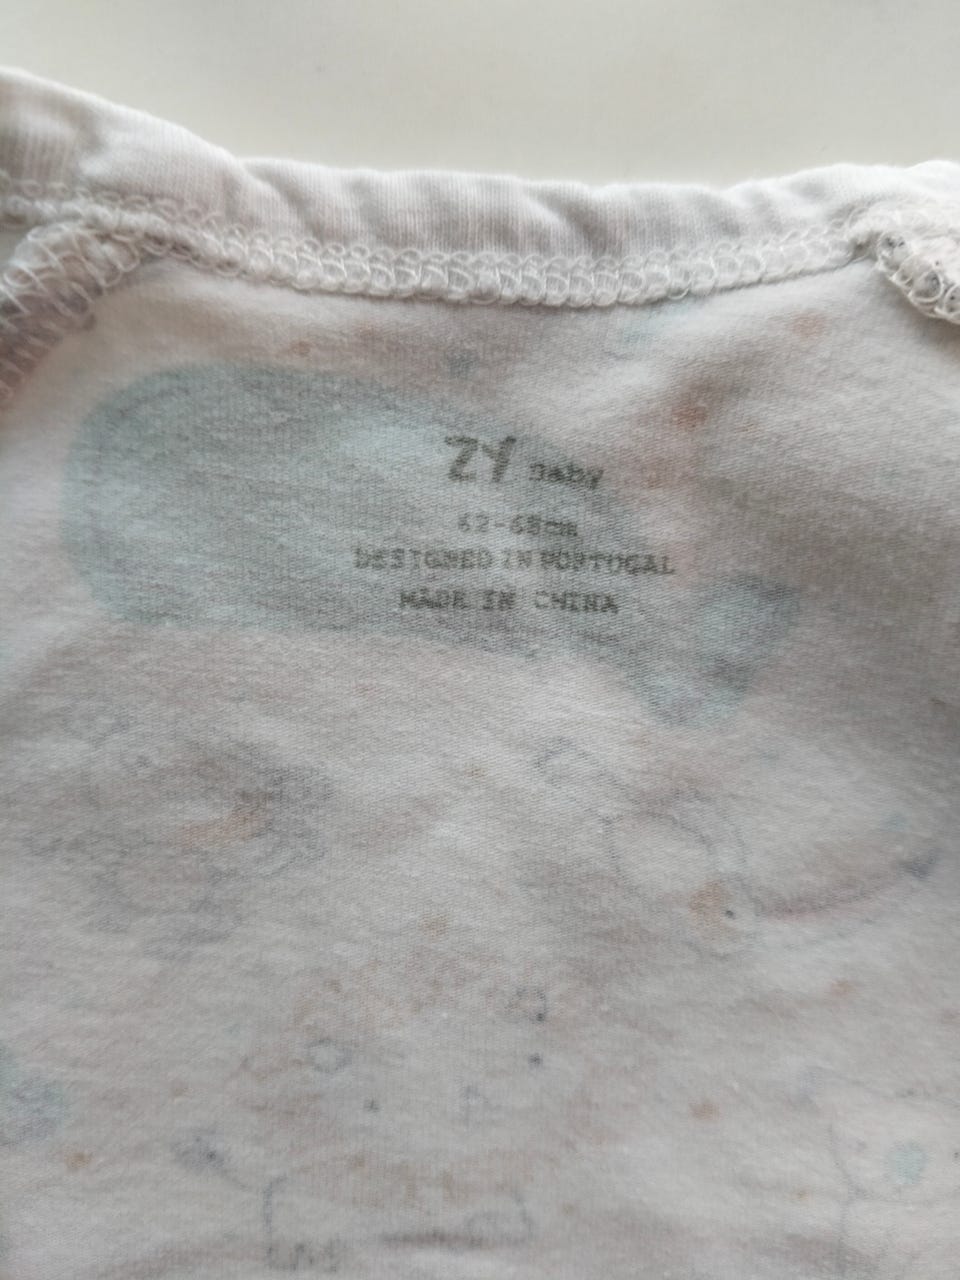 ZY baby
62-68cm
DESIGNED IN PORTUGAL
MADE IN CHINA